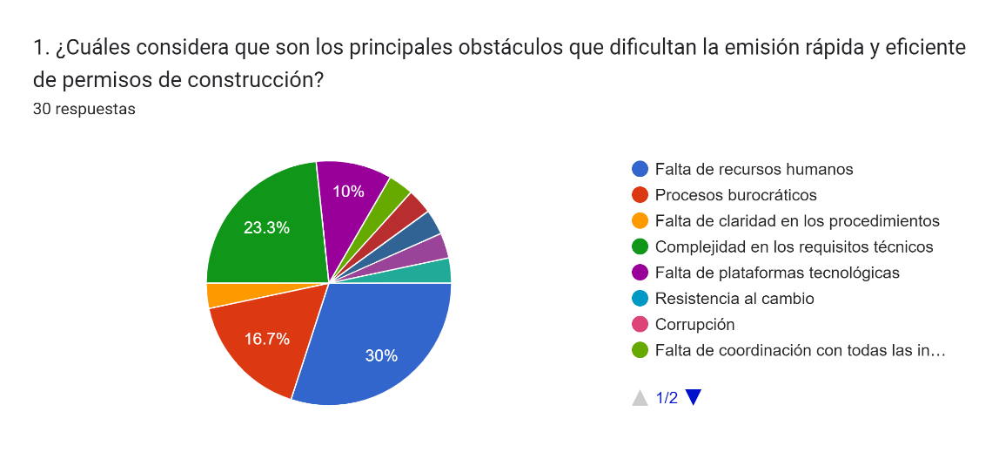 1. ¿Cuáles considera que son los principales obstáculos que dificultan la emisión rápida y eficiente
de permisos de construcción?
30 respuestas
10%
23.3%
16.7%
30%
Falta de recursos humanos
Procesos burocráticos
Falta de claridad en los procedimientos
Complejidad en los requisitos técnicos
Falta de plataformas tecnológicas
Resistencia al cambio
Corrupción
Falta de coordinación con todas las in…
1/2